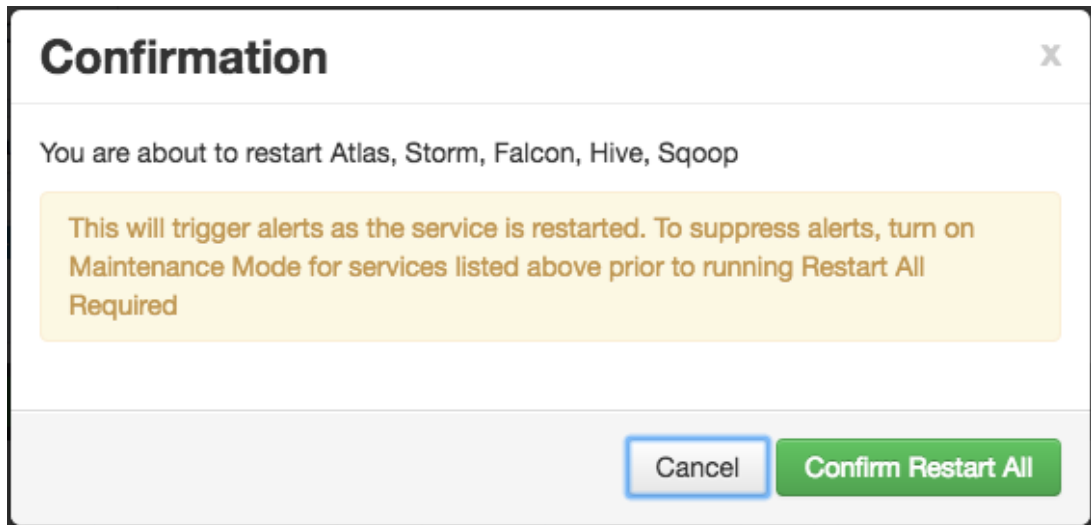 Confirmation
x
You are about to restart Atlas, Storm, Falcon, Hive, Sqoop
This will trigger alerts as the service is restarted. To suppress alerts, turn on
Maintenance Mode for services listed above prior to running Restart All
Required
Cancel
Confirm Restart All